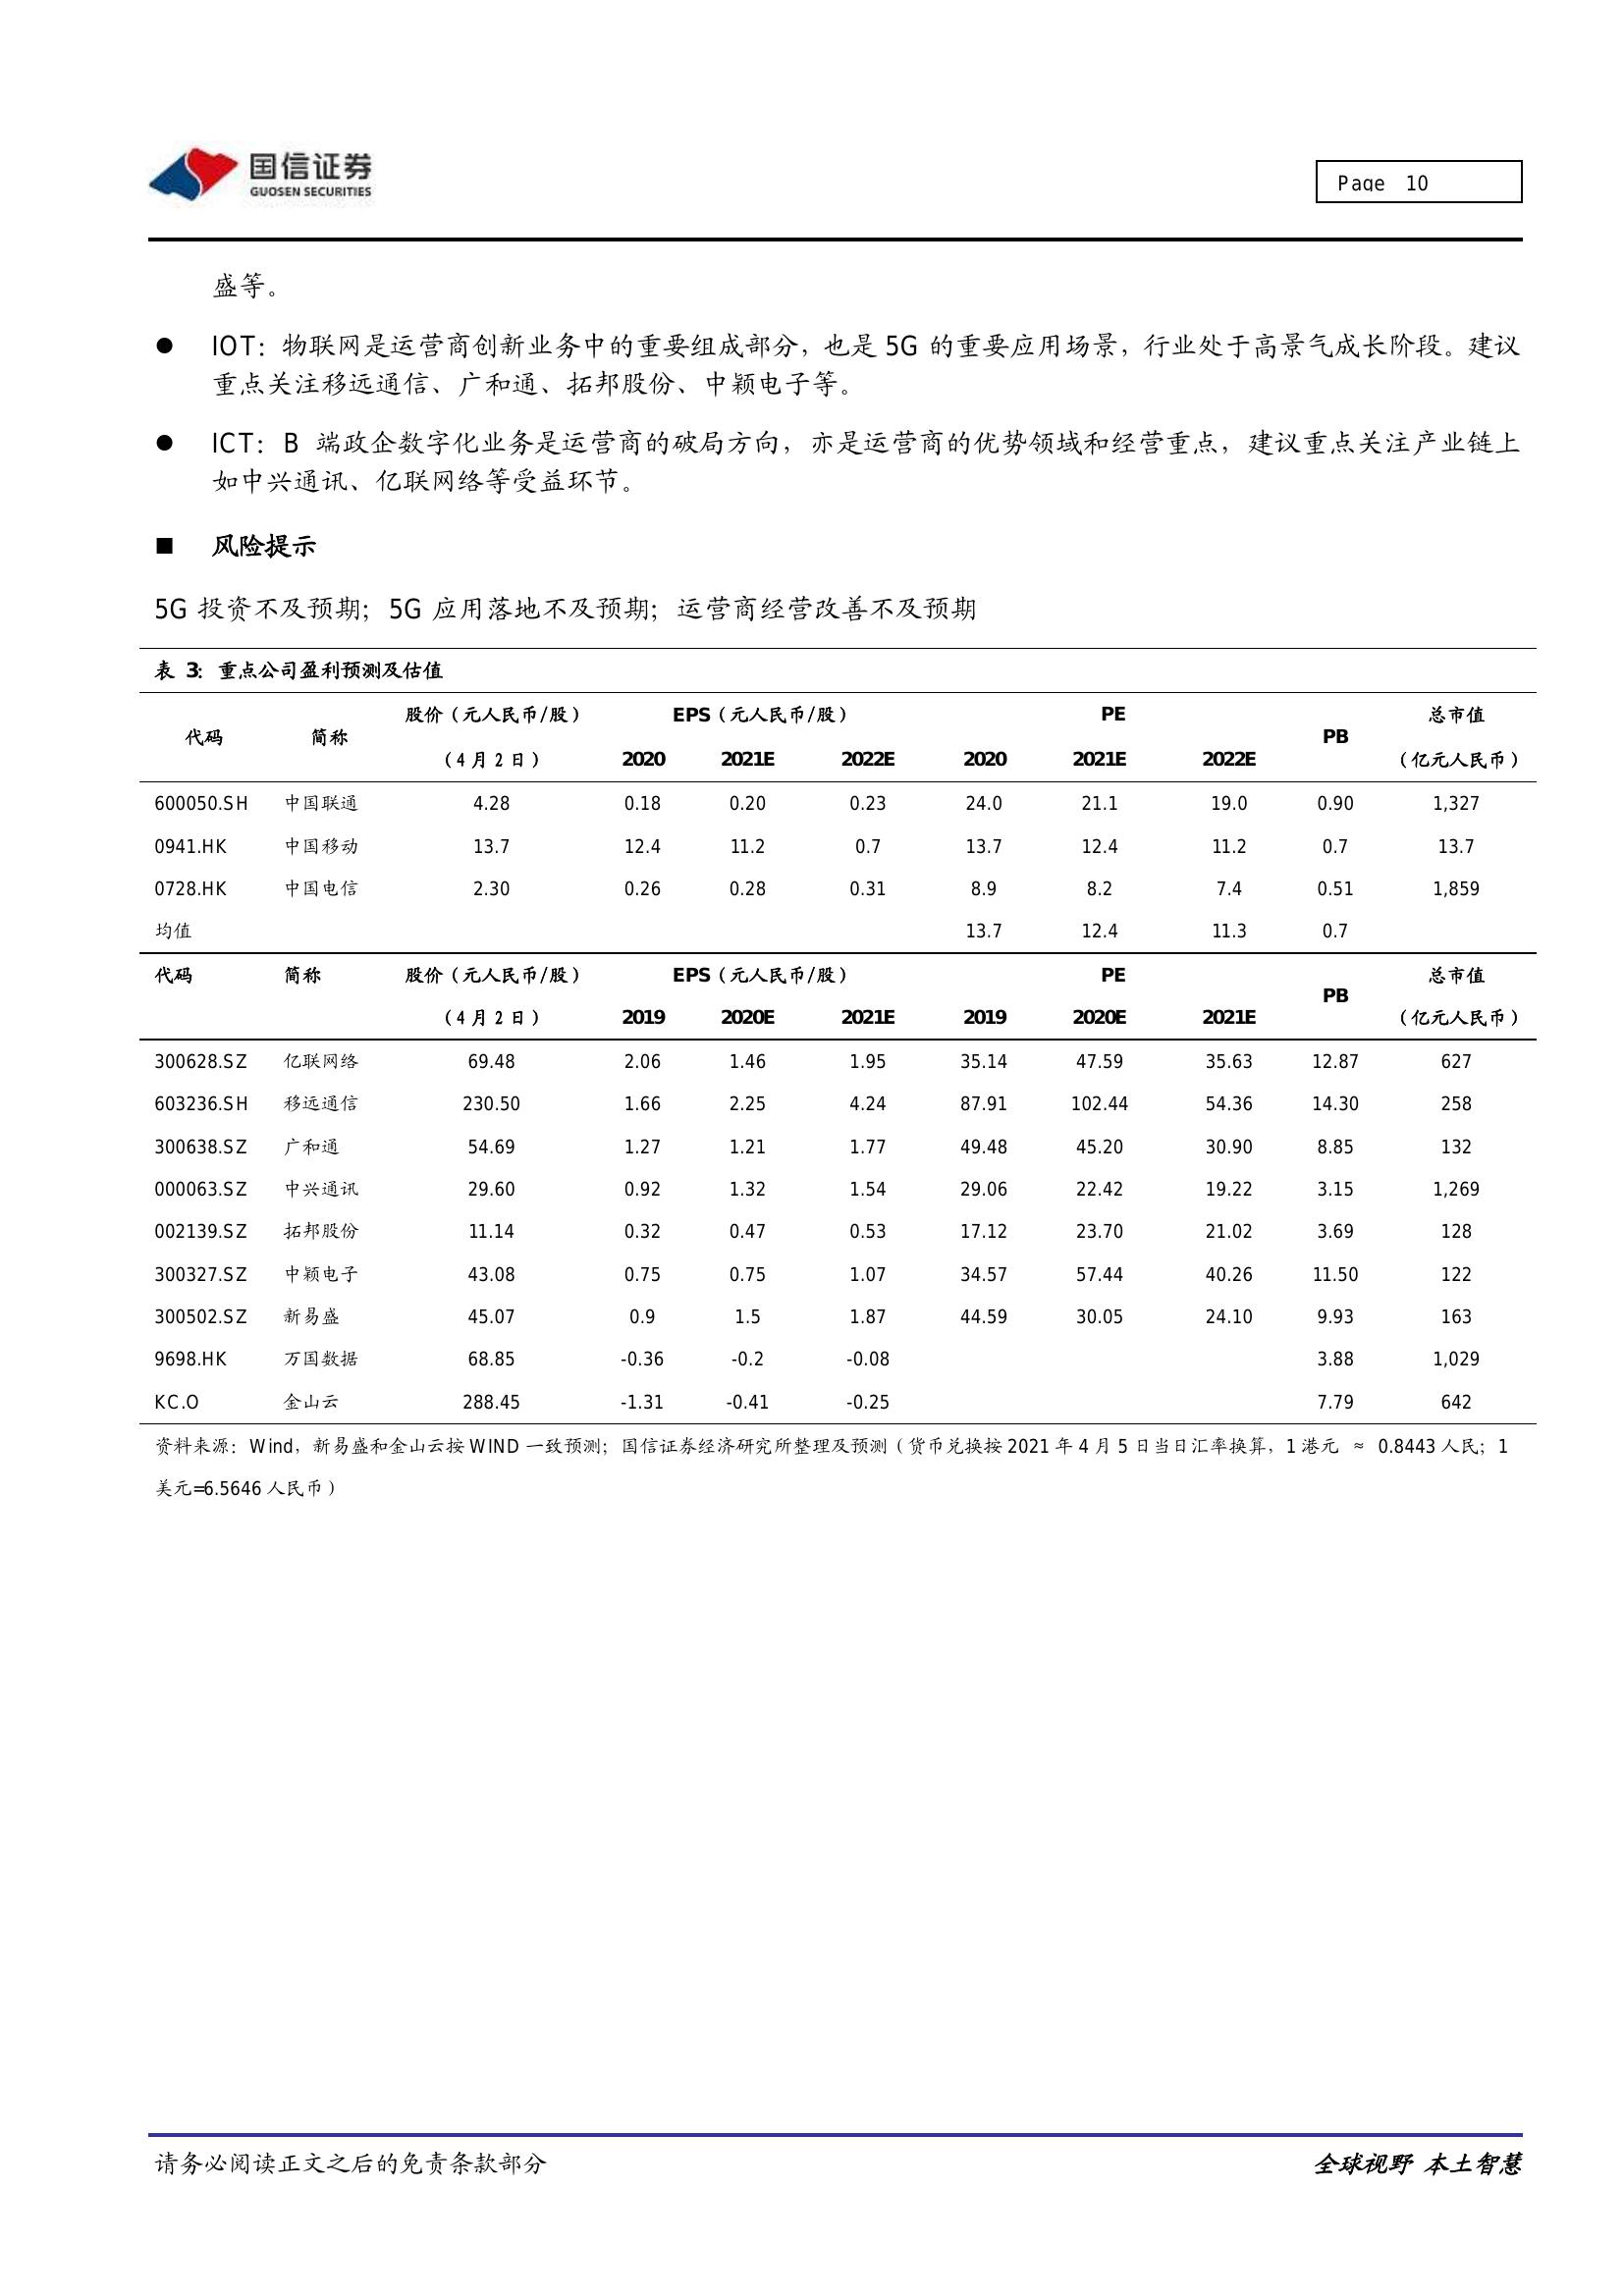 国信证券
GUOSEN SECURITIES
Page 10
盛等。
● IOT：物联网是运营商创新业务中的重要组成部分，也是 5G 的重要应用场景，行业处于高景气成长阶段。建议
重点关注移远通信、广和通、拓邦股份、中颖电子等。
● ICT：B 端政企数字化业务是运营商的破局方向，亦是运营商的优势领域和经营重点，建议重点关注产业链上
如中兴通讯、亿联网络等受益环节。
■ 风险提示
5G 投资不及预期；5G 应用落地不及预期；运营商经营改善不及预期
表 3：重点公司盈利预测及估值
代码 简称 股价（元人民币/股） EPS（元人民币/股） PE PB 总市值
（4 月 2 日） 2020 2021E 2022E 2020 2021E 2022E （亿元人民币）
600050.SH 中国联通 4.28 0.18 0.20 0.23 24.0 21.1 19.0 0.90 1,327
0941.HK 中国移动 13.7 12.4 11.2 0.7 13.7 12.4 11.2 0.7 13.7
0728.HK 中国电信 2.30 0.26 0.28 0.31 8.9 8.2 7.4 0.51 1,859
均值 13.7 12.4 11.3 0.7
代码 简称 股价（元人民币/股） EPS（元人民币/股） PE PB 总市值
（4 月 2 日） 2019 2020E 2021E 2019 2020E 2021E （亿元人民币）
300628.SZ 亿联网络 69.48 2.06 1.46 1.95 35.14 47.59 35.63 12.87 627
603236.SH 移远通信 230.50 1.66 2.25 4.24 87.91 102.44 54.36 14.30 258
300638.SZ 广和通 54.69 1.27 1.21 1.77 49.48 45.20 30.90 8.85 132
000063.SZ 中兴通讯 29.60 0.92 1.32 1.54 29.06 22.42 19.22 3.15 1,269
002139.SZ 拓邦股份 11.14 0.32 0.47 0.53 17.12 23.70 21.02 3.69 128
300327.SZ 中颖电子 43.08 0.75 0.75 1.07 34.57 57.44 40.26 11.50 122
300502.SZ 新易盛 45.07 0.9 1.5 1.87 44.59 30.05 24.10 9.93 163
9698.HK 万国数据 68.85 -0.36 -0.2 -0.08 3.88 1,029
KC.O 金山云 288.45 -1.31 -0.41 -0.25 7.79 642
资料来源：Wind，新易盛和金山云按 WIND 一致预测；国信证券经济研究所整理及预测（货币兑换按 2021 年 4 月 5 日当日汇率换算，1 港元 ≈ 0.8443 人民；1
美元=6.5646 人民币）
请务必阅读正文之后的免责条款部分 全球视野 本土智慧